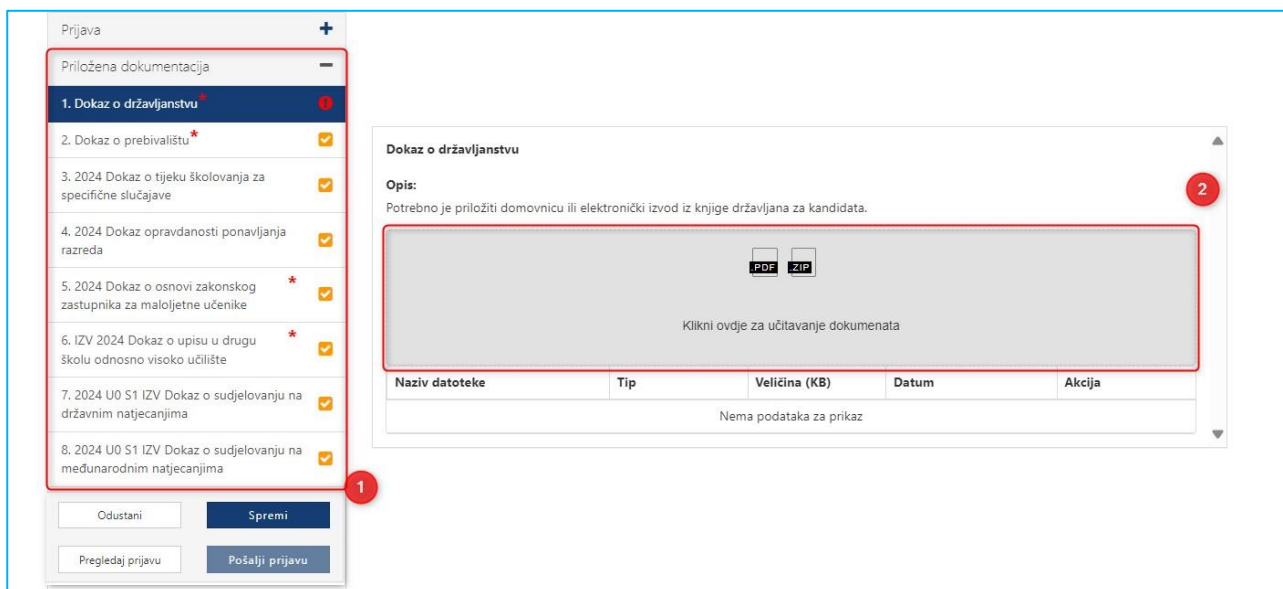 Prijava
Priložena dokumentacija
1. Dokaz o državljanstvu*
2. Dokaz o prebivalištu*
3. 2024 Dokaz o tijeku školovanja za
specifične slučajave
4. 2024 Dokaz opravdanosti ponavljanja
razreda
5. 2024 Dokaz o osnovi zakonskog *
zastupnika za maloljetne učenike
6. IZV 2024 Dokaz o upisu u drugu *
školu odnosno visoko učilište
7. 2024 U0 S1 IZV Dokaz o sudjelovanju na
državnim natjecanjima
8. 2024 U0 S1 IZV Dokaz o sudjelovanju na
međunarodnim natjecanjima
1
Odustani
Spremi
Pregledaj prijavu
Pošalji prijavu
Dokaz o državljanstvu
Opis:
2
Potrebno je priložiti domovnicu ili elektronički izvod iz knjige državljana za kandidata.
.PDF .ZIP
Klikni ovdje za učitavanje dokumenata
Naziv datoteke Tip Veličina (KB) Datum Akcija
Nema podataka za prikaz